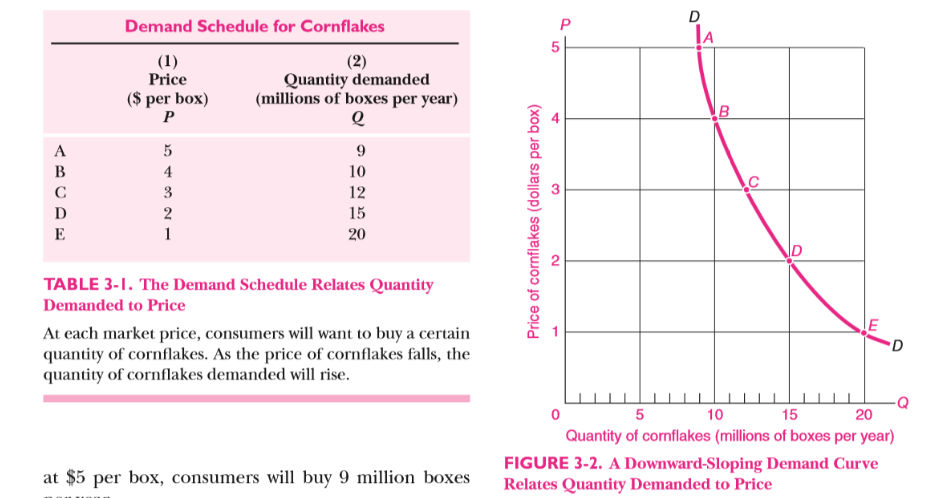 Demand Schedule for Cornflakes
(1) (2)
Price Quantity demanded
($ per box) (millions of boxes per year)
P Q
A 5 9
B 4 10
C 3 12
D 2 15
E 1 20
TABLE 3-1. The Demand Schedule Relates Quantity
Demanded to Price
At each market price, consumers will want to buy a certain
quantity of cornflakes. As the price of cornflakes falls, the
quantity of cornflakes demanded will rise.
at $5 per box, consumers will buy 9 million boxes
P
D
A
5
B
4
C
3
D
2
E
1
D
Q
0 5 10 15 20
Price of cornflakes (dollars per box)
Quantity of cornflakes (millions of boxes per year)
FIGURE 3-2. A Downward-Sloping Demand Curve
Relates Quantity Demanded to Price